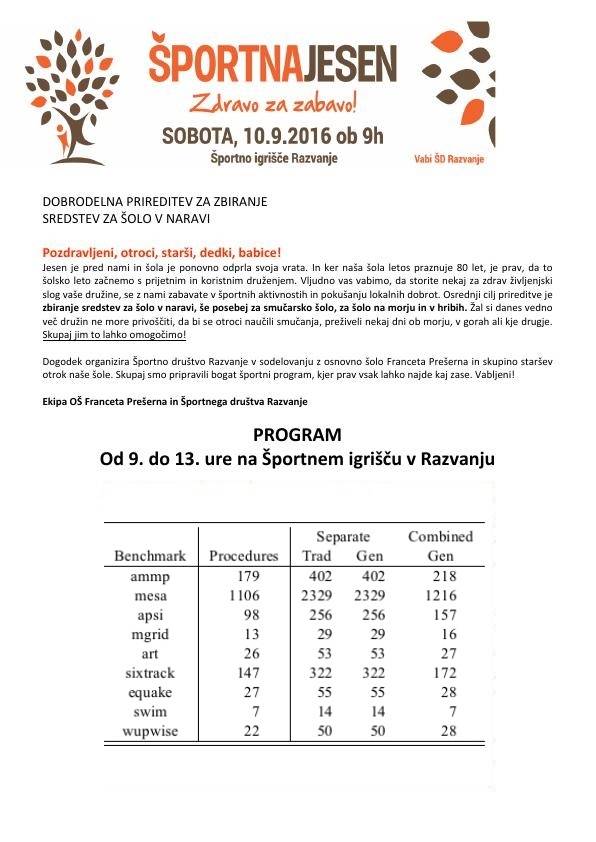 ŠPORTNAJESEN
Zdravo za zabavo!
SOBOTA, 10.9.2016 ob 9h
Športno igrišče Razvanje
Vabi ŠD Razvanje
DOBRODELNA PRIREDITEV ZA ZBIRANJE
SREDSTEV ZA ŠOLO V NARAVI
Pozdravljeni, otroci, starši, dedki, babice!
Jesen je pred nami in šola je ponovno odprla svoja vrata. In ker naša šola letos praznuje 80 let, je prav, da to
šolsko leto začnemo s prijetnim in koristnim druženjem. Vljudno vas vabimo, da storite nekaj za zdrav življenjski
slog vaše družine, se z nami zabavate v športnih aktivnostih in pokušanju lokalnih dobrot. Osrednji cilj prireditve je
zbiranje sredstev za šolo v naravi, še posebej za smučarsko šolo, za šolo na morju in v hribih. Žal si danes vedno
več družin ne more privoščiti, da bi se otroci naučili smučanja, preživeli nekaj dni ob morju, v gorah ali kje drugje.
Skupaj jim to lahko omogočimo!
Dogodek organizira Športno društvo Razvanje v sodelovanju z osnovno šolo Franceta Prešerna in skupino staršev
otrok naše šole. Skupaj smo pripravili bogat športni program, kjer prav vsak lahko najde kaj zase. Vabljeni!
Ekipa OŠ Franceta Prešerna in Športnega društva Razvanje
PROGRAM
Od 9. do 13. ure na Športnem igrišču v Razvanju
Separate Combined
Benchmark Procedures Trad Gen Gen
ammp 179 402 402 218
mesa 1106 2329 2329 1216
apsi 98 256 256 157
mgrid 13 29 29 16
art 26 53 53 27
sixtrack 147 322 322 172
equake 27 55 55 28
swim 7 14 14 7
wupwise 22 50 50 28